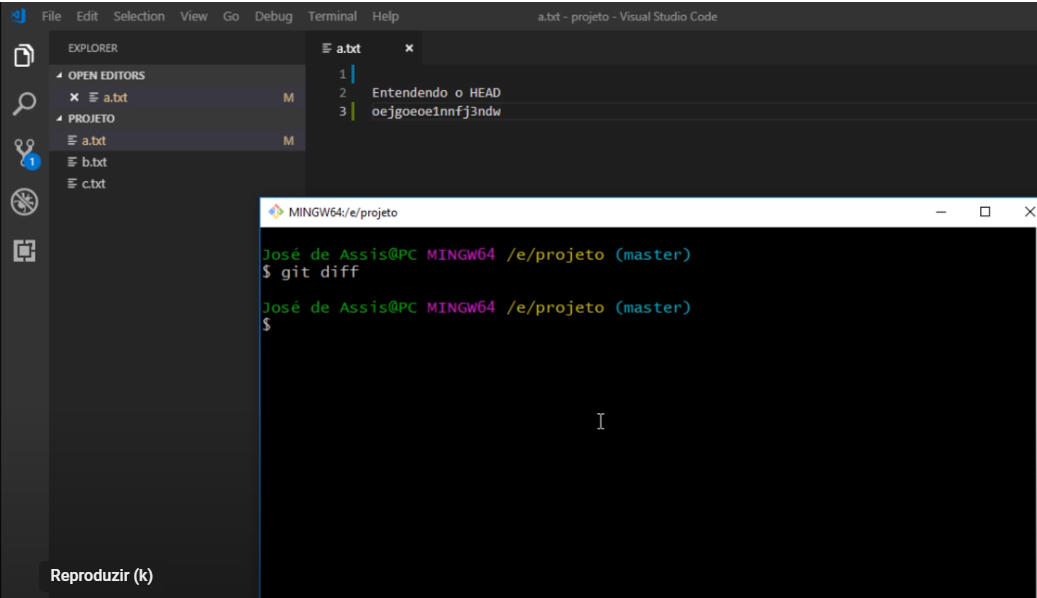 File Edit Selection View Go Debug Terminal Help a.txt - projeto - Visual Studio Code
EXPLORER
OPEN EDITORS
a.txt M
PROJETO
a.txt M
b.txt
c.txt
1
a.txt
1
2 Entendendo o HEAD
3 oejgoeoe1nnfj3ndw
MINGW64:/e/projeto
José de Assis@PC MINGW64 /e/projeto (master)
$ git diff
José de Assis@PC MINGW64 /e/projeto (master)
$
Reproduzir (k)